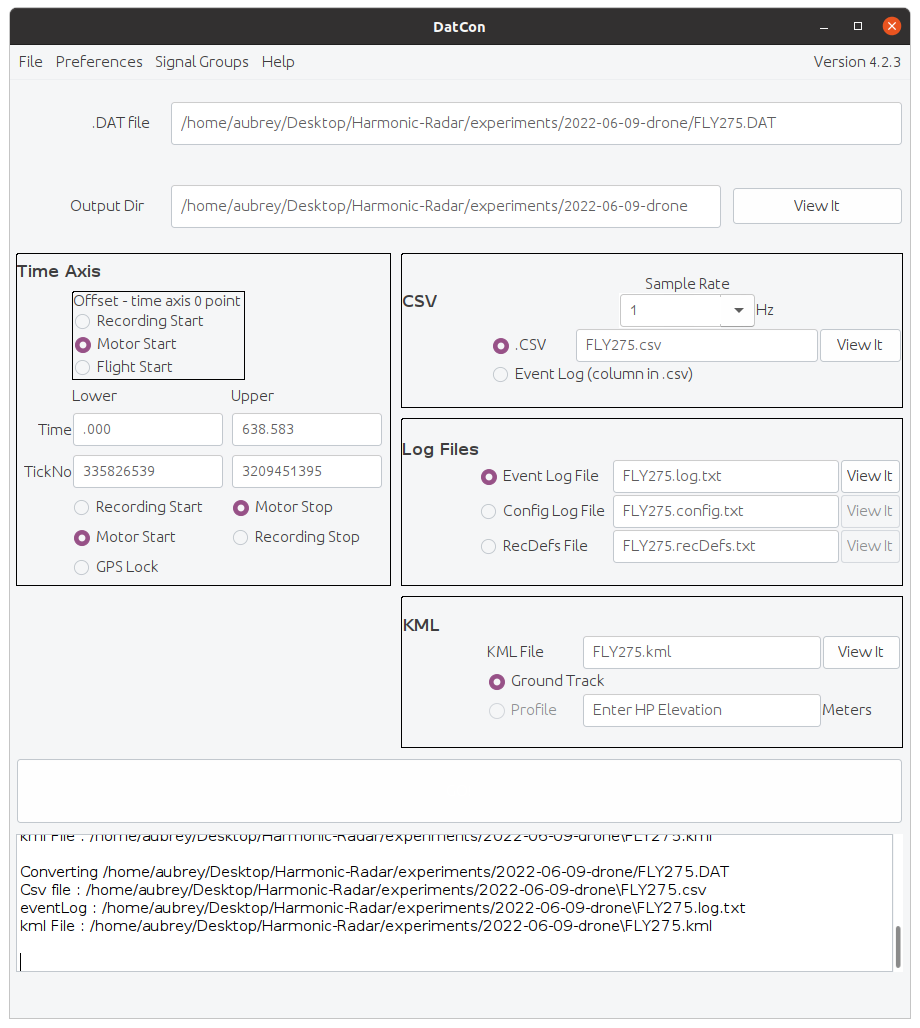 DatCon
File Preferences Signal Groups Help Version 4.2.3
.DAT file /home/aubrey/Desktop/Harmonic-Radar/experiments/2022-06-09-drone/FLY275.DAT
Output Dir /home/aubrey/Desktop/Harmonic-Radar/experiments/2022-06-09-drone View It
Time Axis
Offset - time axis 0 point
Recording Start
Motor Start
Flight Start
Lower Upper
Time .000 638.583
TickNo 335826539 3209451395
Recording Start Motor Stop
Motor Start Recording Stop
GPS Lock
CSV
Sample Rate
1 Hz
.CSV FLY275.csv View It
Event Log (column in .csv)
Log Files
Event Log File FLY275.log.txt View It
Config Log File FLY275.config.txt View It
RecDefs File FLY275.recDefs.txt View It
KML
KML File FLY275.kml View It
Ground Track
Profile Enter HP Elevation Meters
kml File : /home/aubrey/Desktop/Harmonic-Radar/experiments/2022-06-09-drone\FLY275.kml
Converting /home/aubrey/Desktop/Harmonic-Radar/experiments/2022-06-09-drone/FLY275.DAT
Csv file : /home/aubrey/Desktop/Harmonic-Radar/experiments/2022-06-09-drone\FLY275.csv
eventLog : /home/aubrey/Desktop/Harmonic-Radar/experiments/2022-06-09-drone\FLY275.log.txt
kml File : /home/aubrey/Desktop/Harmonic-Radar/experiments/2022-06-09-drone\FLY275.kml